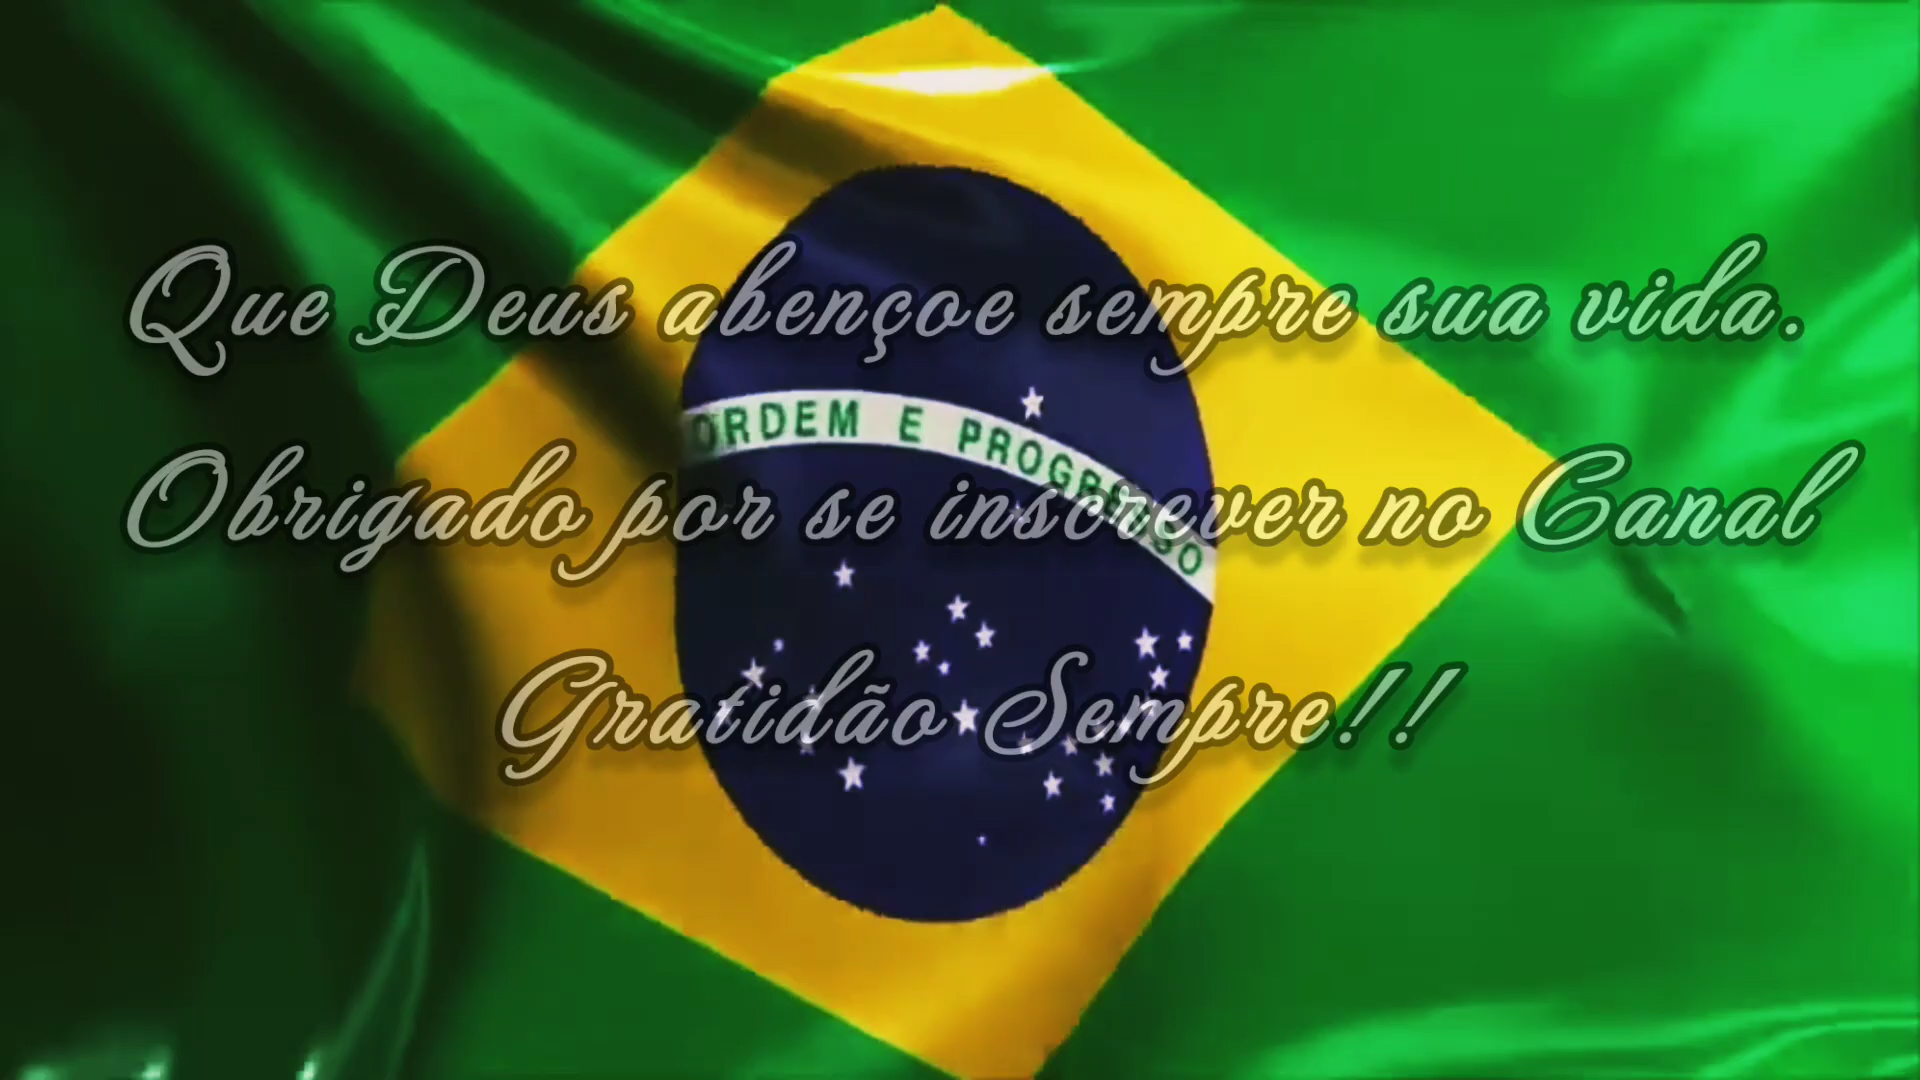 Que Deus abençoe sempre sua vida.
ORDEM E PROGRESSO
Obrigado por se inscrever no Canal
Gratidão Sempre!!